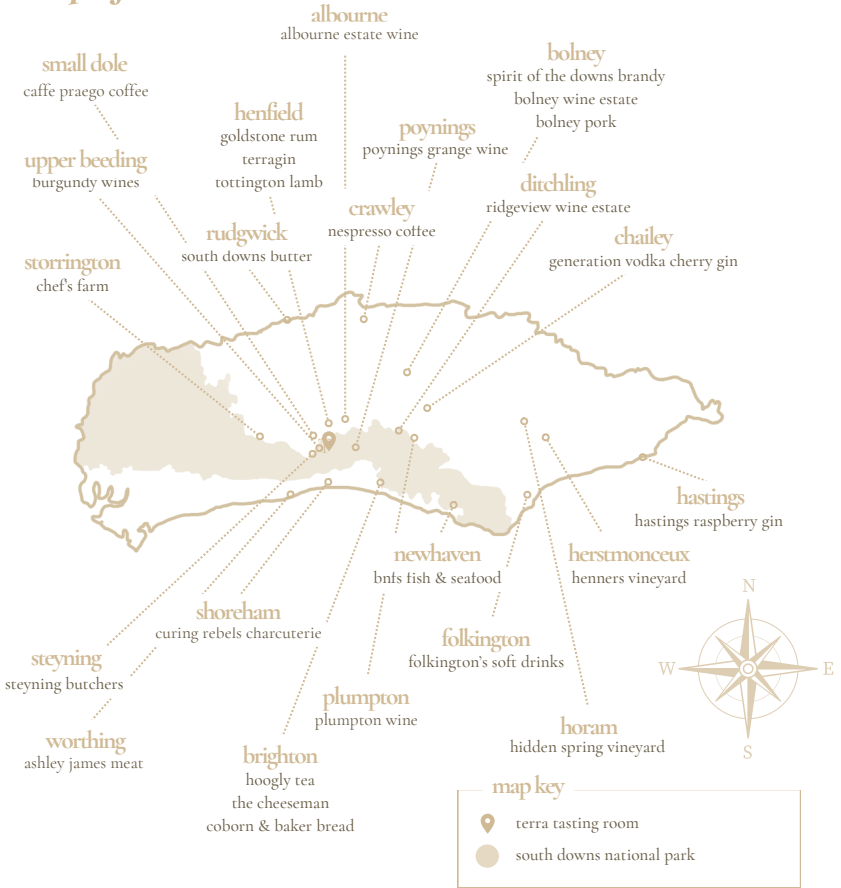 albourne
albourne estate wine
small dole
caffe praego coffee
bolney
spirit of the downs brandy
bolney wine estate
bolney pork
henfield
goldstone rum
terragin
tottington lamb
poynings
poynings grange wine
upper beeding
burgundy wines
ditchling
ridgeview wine estate
crawley
nespresso coffee
rudgwick
south downs butter
chailey
generation vodka cherry gin
storrington
chef's farm
hastings
hastings raspberry gin
newhaven
bnfs fish & seafood
herstmonceux
henners vineyard
shoreham
curing rebels charcuterie
folkington
folkington's soft drinks
steyning
steyning butchers
plumpton
plumpton wine
horam
hidden spring vineyard
worthing
ashley james meat
brighton
hoogly tea
the cheeseman
coborn & baker bread
N
W
E
S
map key
terra tasting room
south downs national park